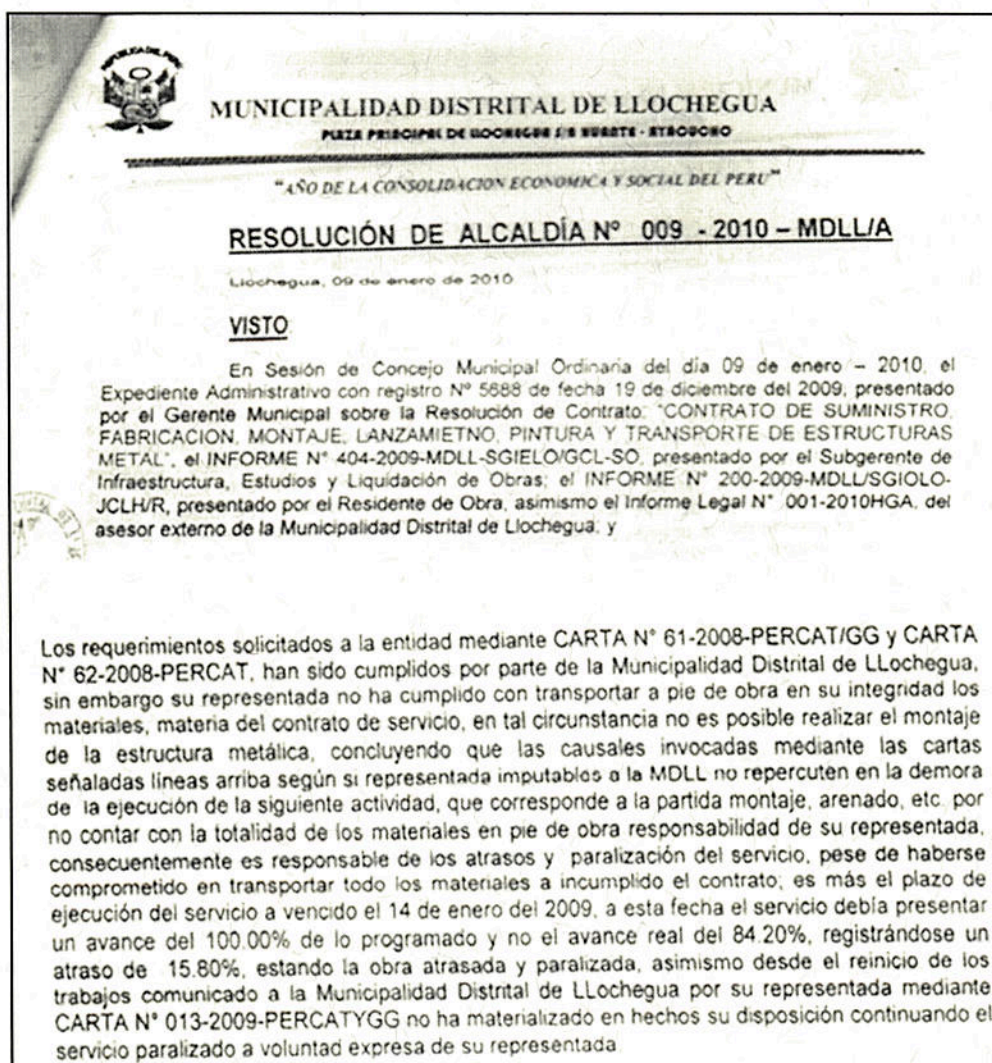 REPUBLICA DEL PERU
MUNICIPALIDAD DISTRITAL DE LLOCHEGUA
PLAZA PRINCIPAL DE LLOCHEGUA S/N HUANTA - AYACUCHO
"AÑO DE LA CONSOLIDACION ECONOMICA Y SOCIAL DEL PERU"
RESOLUCIÓN DE ALCALDÍA Nº 009 - 2010 – MDLL/A
Llochegua, 09 de enero de 2010
VISTO:
En Sesión de Concejo Municipal Ordinaria del día 09 de enero – 2010, el
Expediente Administrativo con registro N° 5688 de fecha 19 de diciembre del 2009, presentado
por el Gerente Municipal sobre la Resolución de Contrato: "CONTRATO DE SUMINISTRO,
FABRICACION, MONTAJE, LANZAMIETNO, PINTURA Y TRANSPORTE DE ESTRUCTURAS
METAL", el INFORME N° 404-2009-MDLL-SGIELO/GCL-SO, presentado por el Subgerente de
Infraestructura, Estudios y Liquidación de Obras; el INFORME N° 200-2009-MDLL/SGIOLO-
JCLH/R, presentado por el Residente de Obra, asimismo el Informe Legal N° 001-2010HGA, del
asesor externo de la Municipalidad Distrital de Llochegua; y
Los requerimientos solicitados a la entidad mediante CARTA N° 61-2008-PERCAT/GG y CARTA
N° 62-2008-PERCAT, han sido cumplidos por parte de la Municipalidad Distrital de LLochegua,
sin embargo su representada no ha cumplido con transportar a pie de obra en su integridad los
materiales, materia del contrato de servicio, en tal circunstancia no es posible realizar el montaje
de la estructura metálica, concluyendo que las causales invocadas mediante las cartas
señaladas líneas arriba según si representada imputables a la MDLL no repercuten en la demora
de la ejecución de la siguiente actividad, que corresponde a la partida montaje, arenado, etc. por
no contar con la totalidad de los materiales en pie de obra responsabilidad de su representada,
consecuentemente es responsable de los atrasos y paralización del servicio, pese de haberse
comprometido en transportar todo los materiales a incumplido el contrato; es más el plazo de
ejecución del servicio a vencido el 14 de enero del 2009, a esta fecha el servicio debía presentar
un avance del 100.00% de lo programado y no el avance real del 84.20%, registrándose un
atraso de 15.80%, estando la obra atrasada y paralizada, asimismo desde el reinicio de los
trabajos comunicado a la Municipalidad Distrital de LLochegua por su representada mediante
CARTA N° 013-2009-PERCATYGG no ha materializado en hechos su disposición continuando el
servicio paralizado a voluntad expresa de su representada.